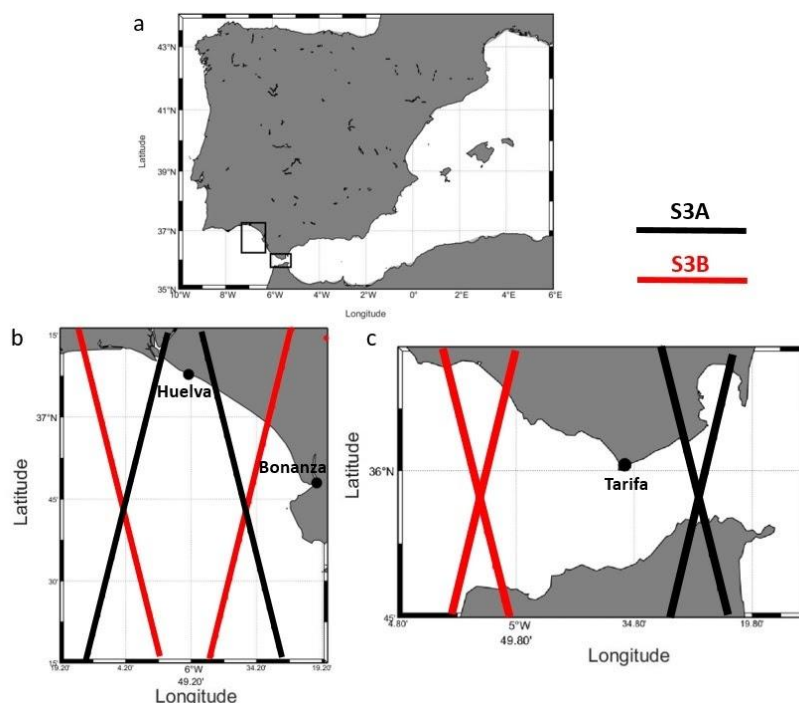 a
43°N
41°N
39°N
37°N
35°N
Latitude
10°W 8°W 6°W 4°W 2°W 0° 2°E 4°E 6°E
Longitude
S3A
S3B
b
15'
37°N
45'
30'
15'
Latitude
Huelva
Bonanza
19.20' 4.20' 6°W 34.20' 19.20'
49.20'
Longitude
c
36°N
45'
Latitude
Tarifa
4.80' 5°W 34.80' 19.80'
49.80'
Longitude